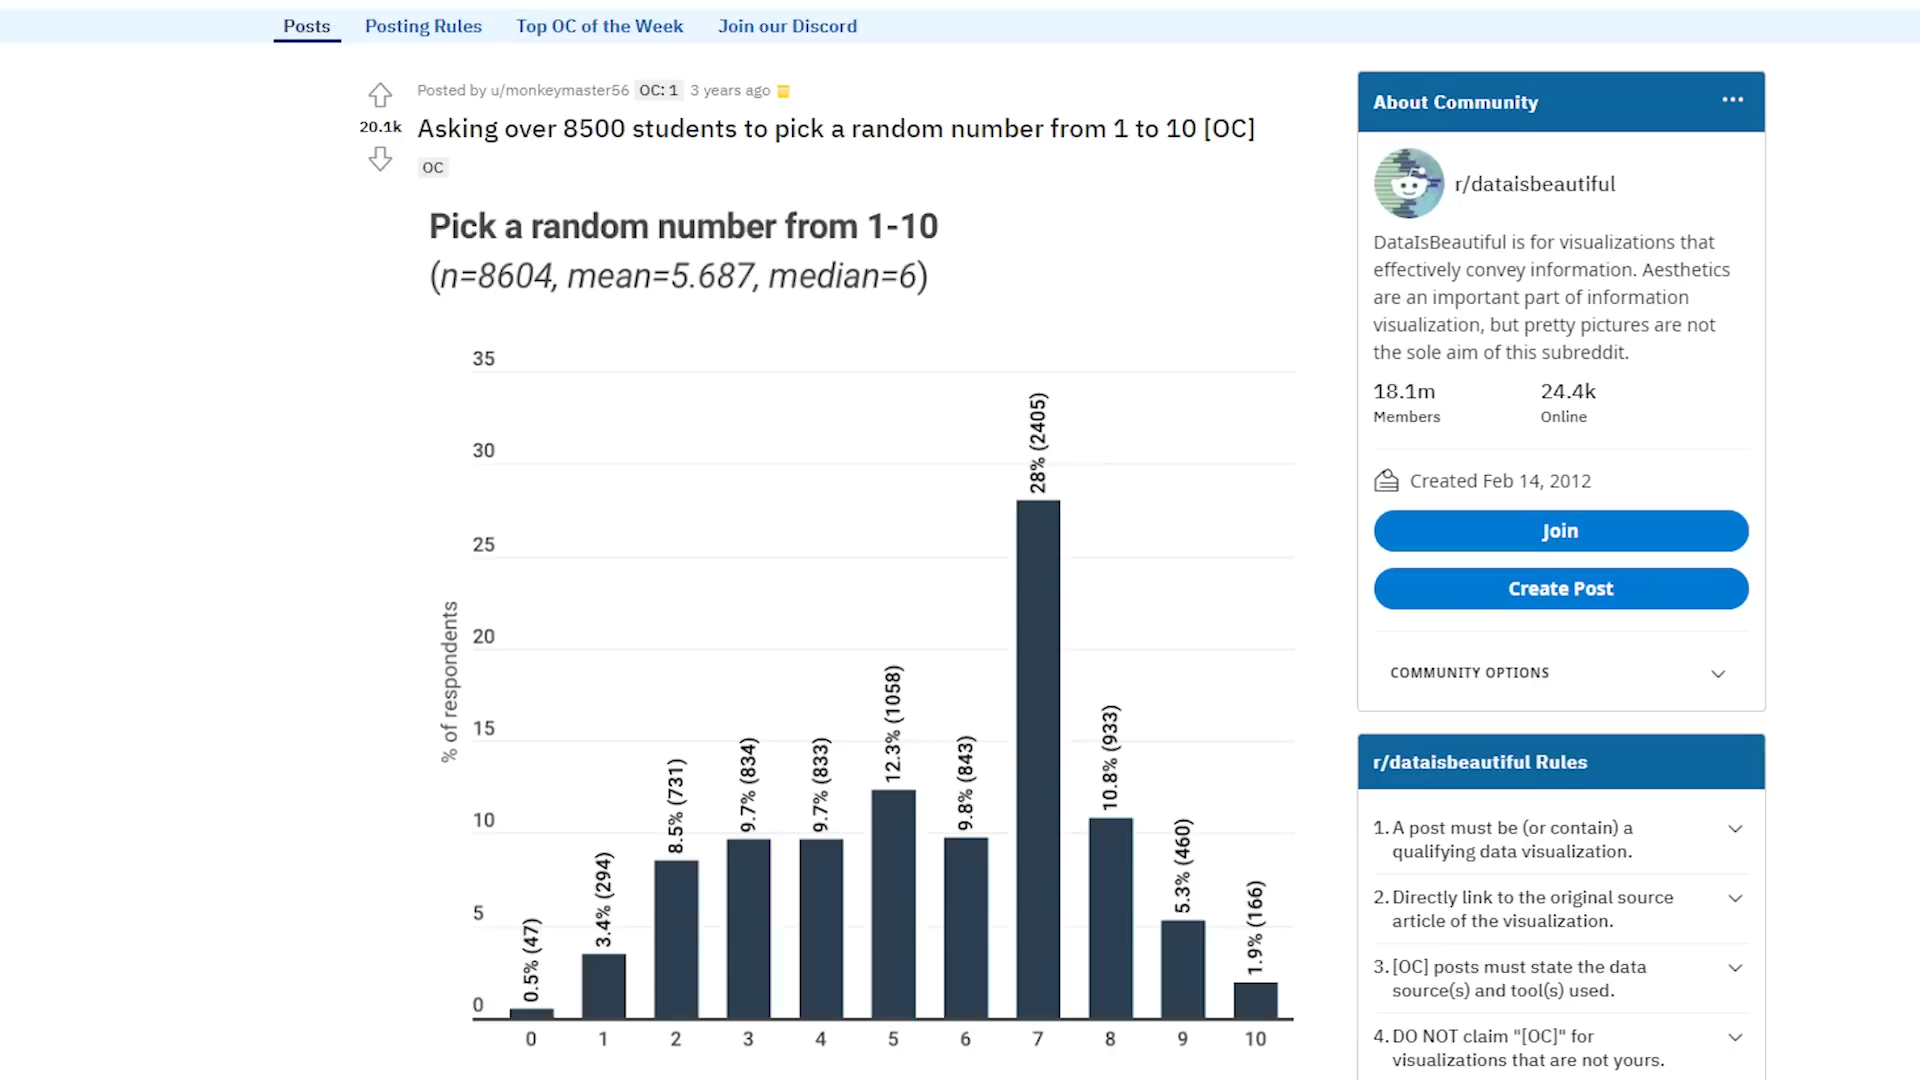 Posts Posting Rules Top OC of the Week Join our Discord
Posted by u/monkeymaster56 OC: 1 3 years ago
20.1k
Asking over 8500 students to pick a random number from 1 to 10 [OC]
OC
Pick a random number from 1-10
(n=8604, mean=5.687, median=6)
% of respondents
35
30
25
20
15
10
5
0
0.5% (47)
3.4% (294)
8.5% (731)
9.7% (834)
9.7% (833)
12.3% (1058)
9.8% (843)
28% (2405)
10.8% (933)
5.3% (460)
1.9% (166)
0 1 2 3 4 5 6 7 8 9 10
About Community
r/dataisbeautiful
DataIsBeautiful is for visualizations that
effectively convey information. Aesthetics
are an important part of information
visualization, but pretty pictures are not
the sole aim of this subreddit.
18.1m 24.4k
Members Online
Created Feb 14, 2012
Join
Create Post
COMMUNITY OPTIONS
r/dataisbeautiful Rules
1. A post must be (or contain) a
qualifying data visualization.
2. Directly link to the original source
article of the visualization.
3. [OC] posts must state the data
source(s) and tool(s) used.
4. DO NOT claim "[OC]" for
visualizations that are not yours.